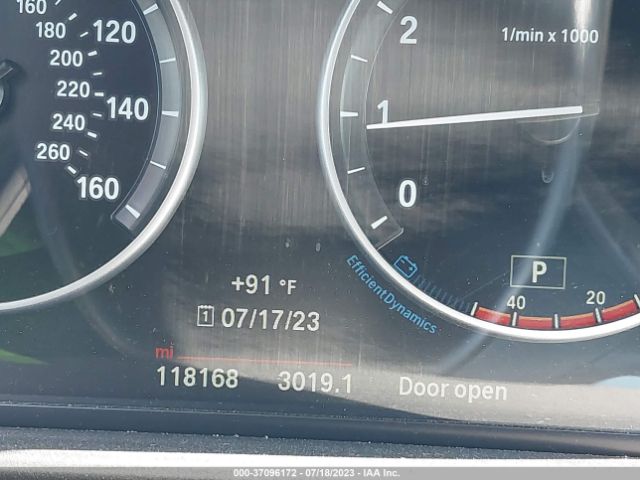 160
180
120
200
220
140
240
260
160
2
1/min x 1000
1
0
P
EfficientDynamics
40
20
+91 °F
1 07/17/23
mi
118168 3019.1 Door open
000-37096172 - 07/18/2023 - IAA Inc.